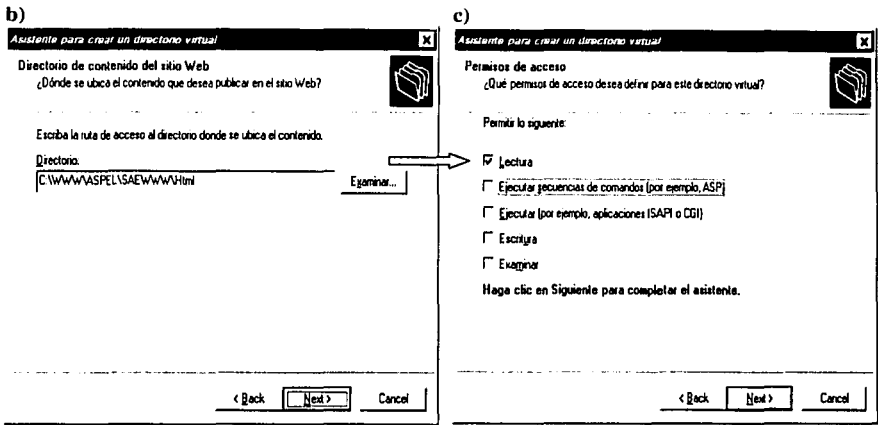 b)
Asistente para crear un directorio virtual
Directorio de contenido del sitio Web
¿Dónde se ubica el contenido que desea publicar en el sitio Web?
Escriba la ruta de acceso al directorio donde se ubica el contenido.
Directorio:
C:\WWW\ASPEL\SAEWWW\Html
Examinar...
< Back
Next >
Cancel
c)
Asistente para crear un directorio virtual
Permisos de acceso
¿Qué permisos de acceso desea definir para este directorio virtual?
Permitir lo siguiente:
Lectura
Ejecutar secuencias de comandos (por ejemplo, ASP)
Ejecutar (por ejemplo, aplicaciones ISAPI o CGI)
Escritura
Examinar
Haga clic en Siguiente para completar el asistente.
< Back
Next >
Cancel